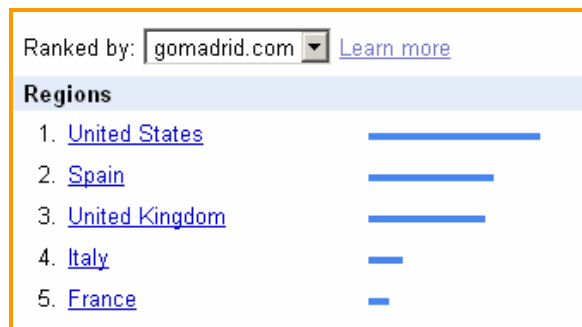 Ranked by: gomadrid.com Learn more
Regions
1. United States
2. Spain
3. United Kingdom
4. Italy
5. France